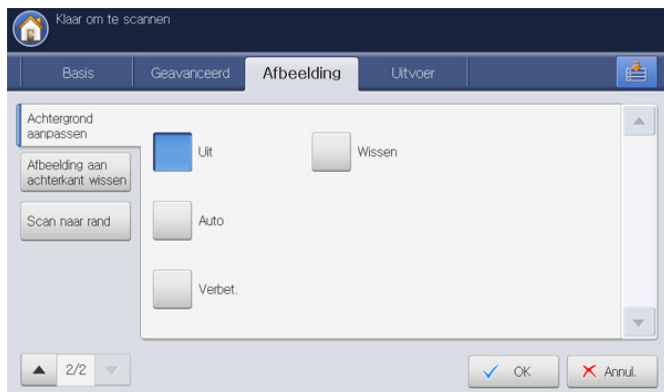 Klaar om te scannen
Basis
Geavanceerd
Afbeelding
Uitvoer
Achtergrond
aanpassen
Afbeelding aan
achterkant wissen
Scan naar rand
Uit
Wissen
Auto
Verbet.
2/2
OK
Annul.